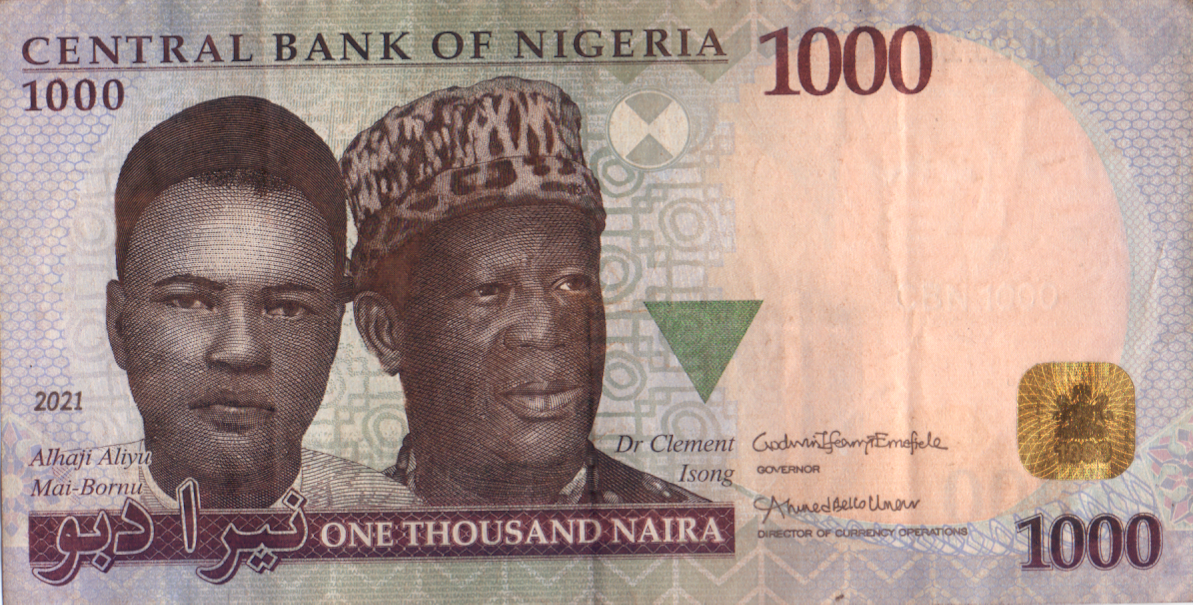 CENTRAL BANK OF NIGERIA
1000
1000
CBN 1000
2021
Alhaji Aliyu
Mai-Bornu
Dr Clement
Isong
GodwinIfeanyiEmefiele
GOVERNOR
AhmedBelloUmar
DIRECTOR OF CURRENCY OPERATIONS
نيرا دبو
ONE THOUSAND NAIRA
1000